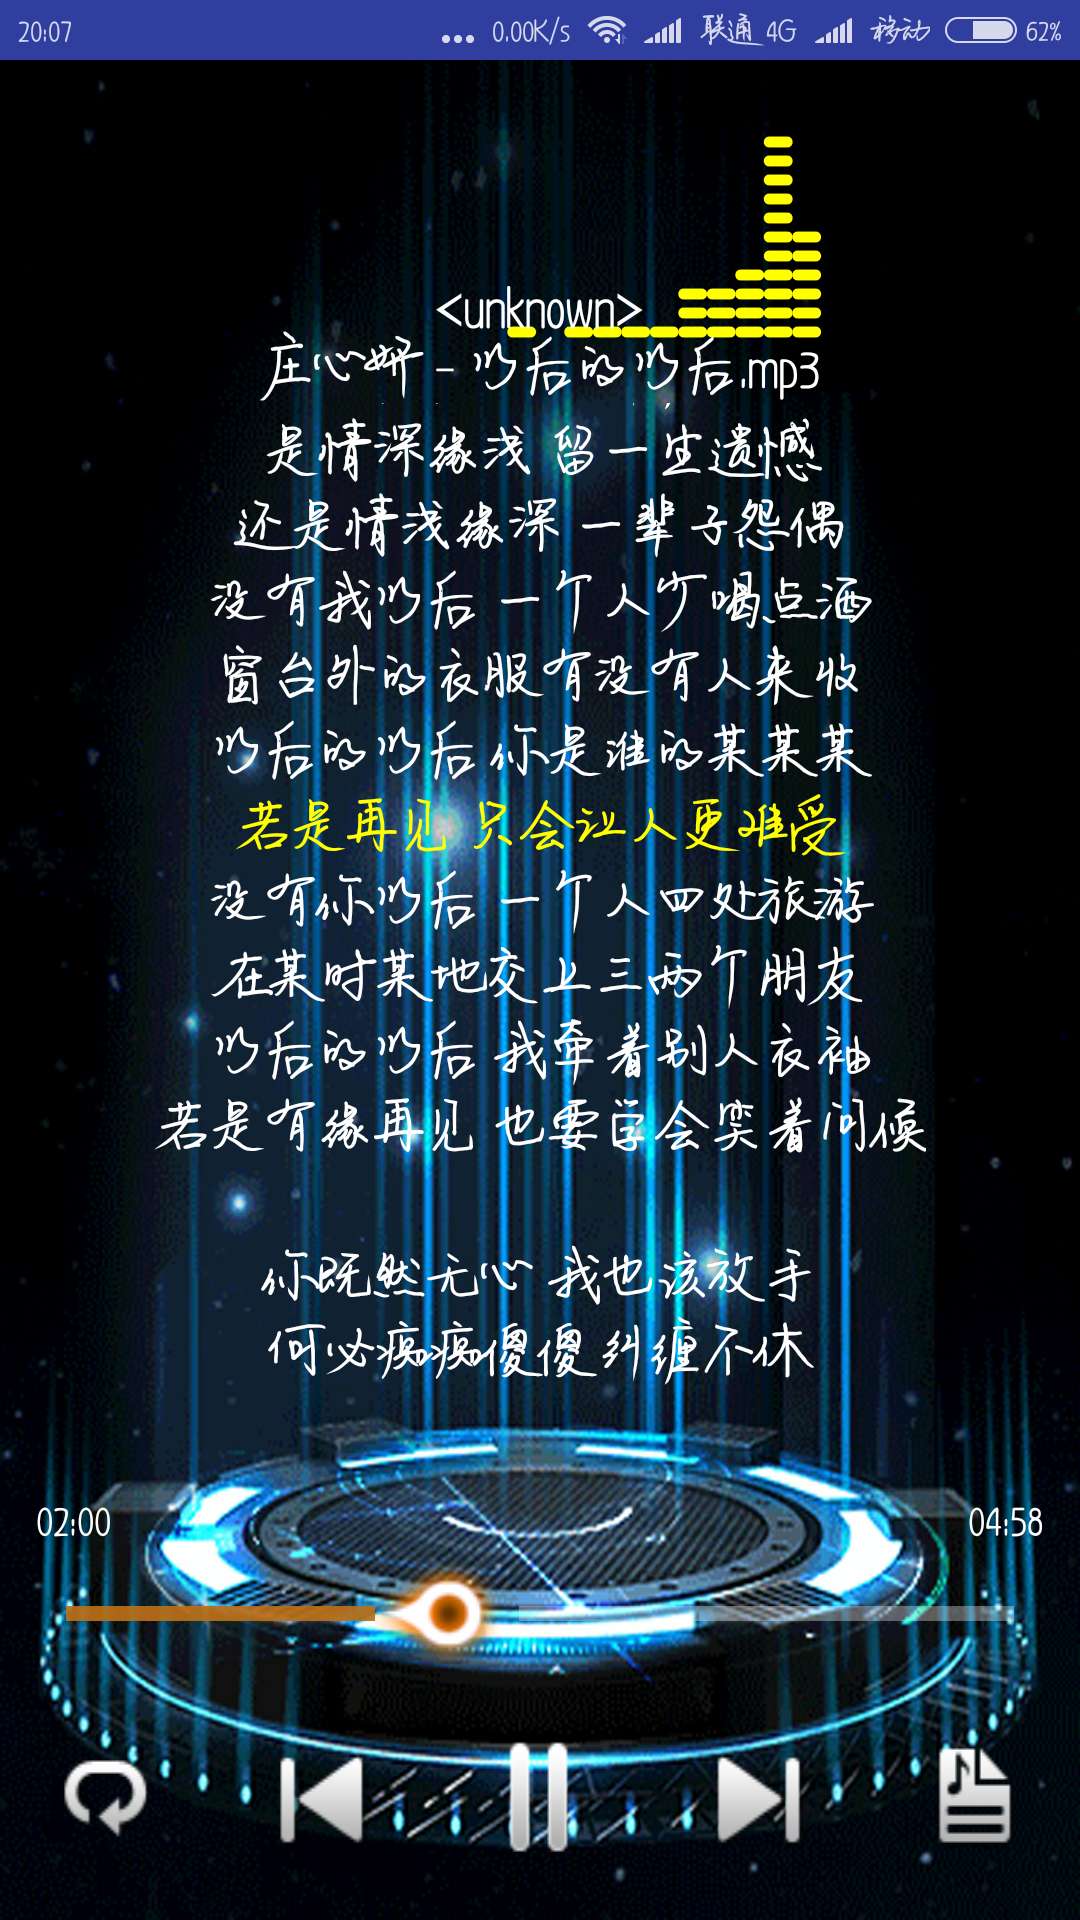 20:07 ... 0.00K/s 联通 4G 移动 62%
<unknown>
庄心妍 - 以后的以后.mp3
是情深缘浅 留一生遗憾
还是情浅缘深 一辈子怨偶
没有我以后 一个人少喝点酒
窗台外的衣服有没有人来收
以后的以后 你是谁的某某某
若是再见 只会让人更难受
没有你以后 一个人四处旅游
在某时某地交上三两个朋友
以后的以后 我牵着别人衣袖
若是有缘再见 也要学会笑着问候
你既然无心 我也该放手
何必痴痴傻傻 纠缠不休
02:00 04:58